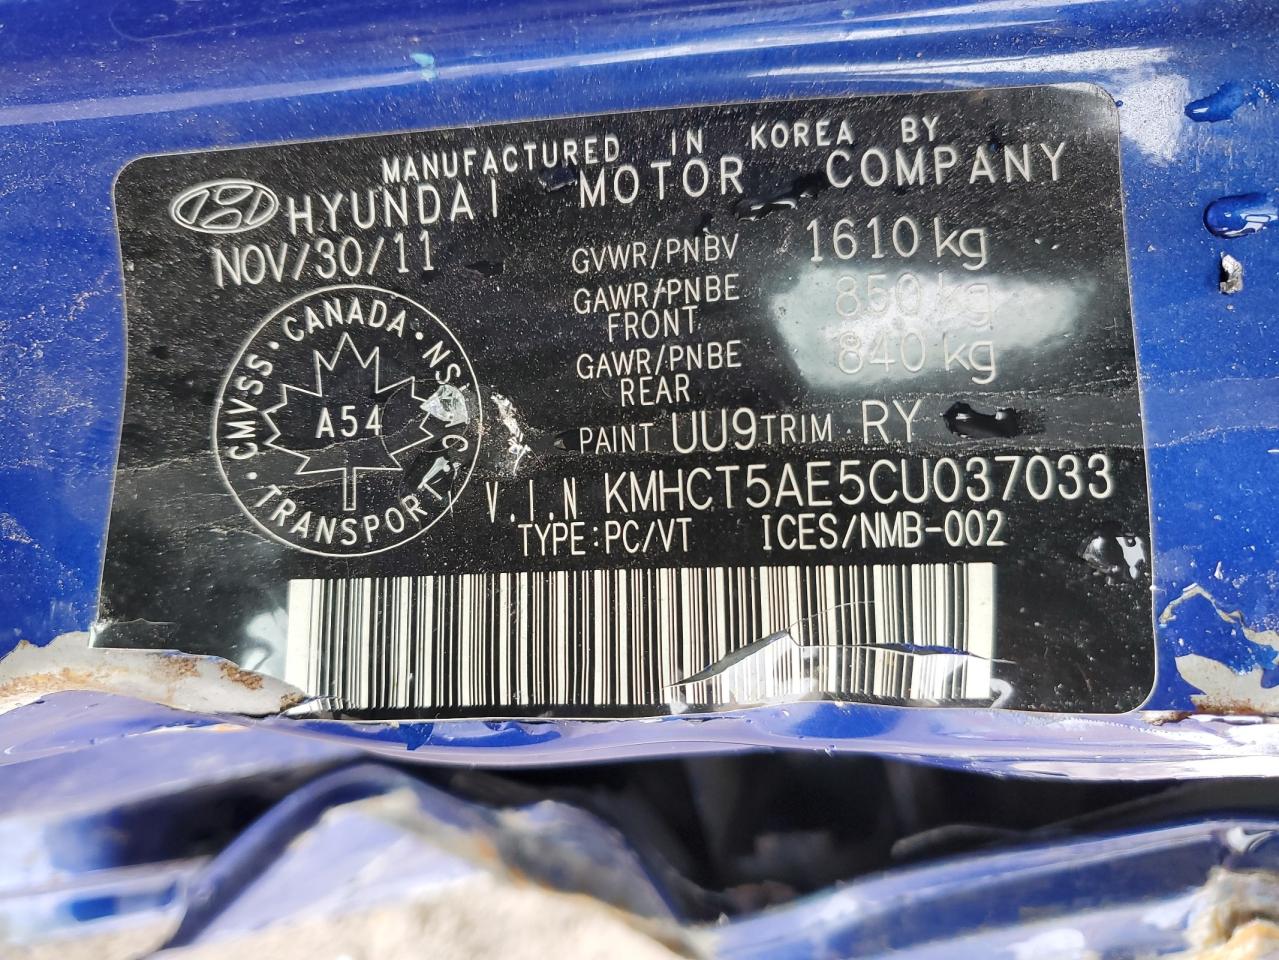 MANUFACTURED IN KOREA BY
HYUNDAI MOTOR COMPANY
NOV/30/11
GVWR/PNBV 1610 kg
GAWR/PNBE FRONT 850 kg
GAWR/PNBE REAR 840 kg
CMVSS · CANADA ·
A54
TRANSPORT
PAINT UU9 TRIM RY
V.I.N KMHCT5AE5CU037033
TYPE : PC/VT ICES/NMB-002